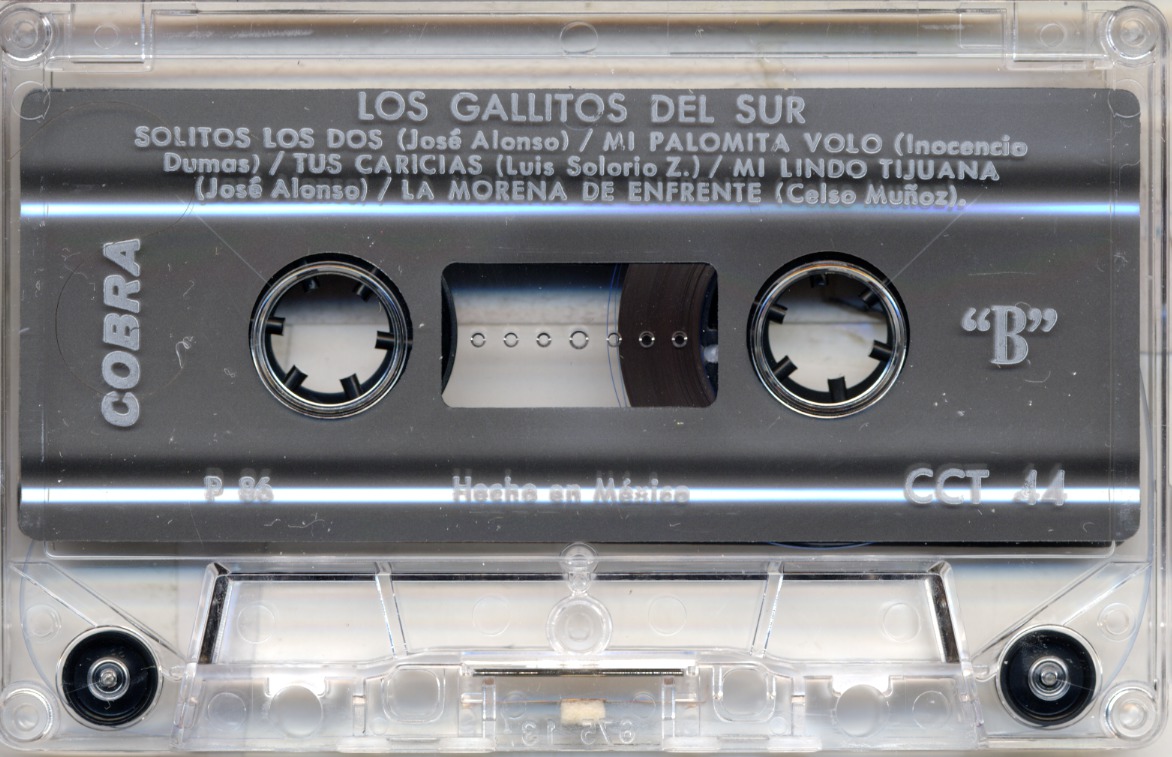 LOS GALLITOS DEL SUR
SOLITOS LOS DOS (José Alonso) / MI PALOMITA VOLO (Inocencio
Dumas) / TUS CARICIAS (Luis Solorio Z.) / MI LINDO TIJUANA
(José Alonso) / LA MORENA DE ENFRENTE (Celso Muñoz).
COBRA
“B”
P 86
Hecho en México
CCT 44